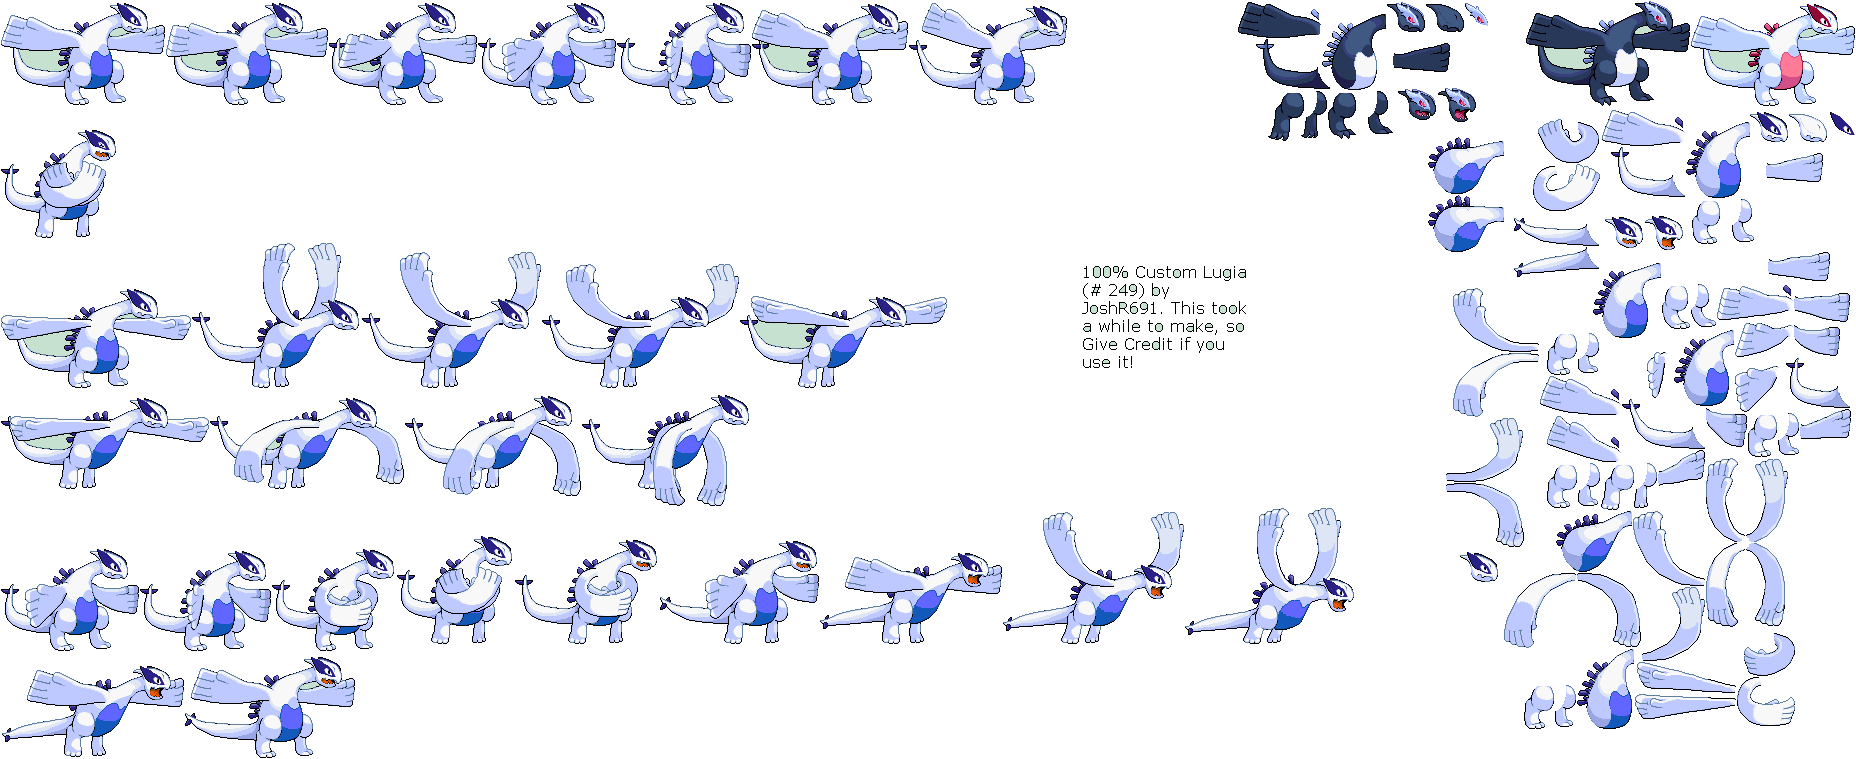 100% Custom Lugia
(# 249) by
JoshR691. This took
a while to make, so
Give Credit if you
use it!